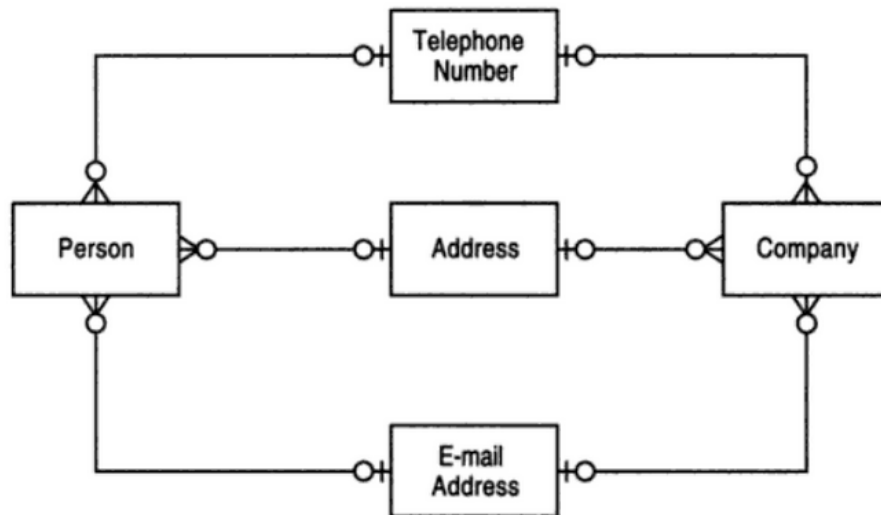 Telephone
Number
Person
Address
Company
E-mail
Address